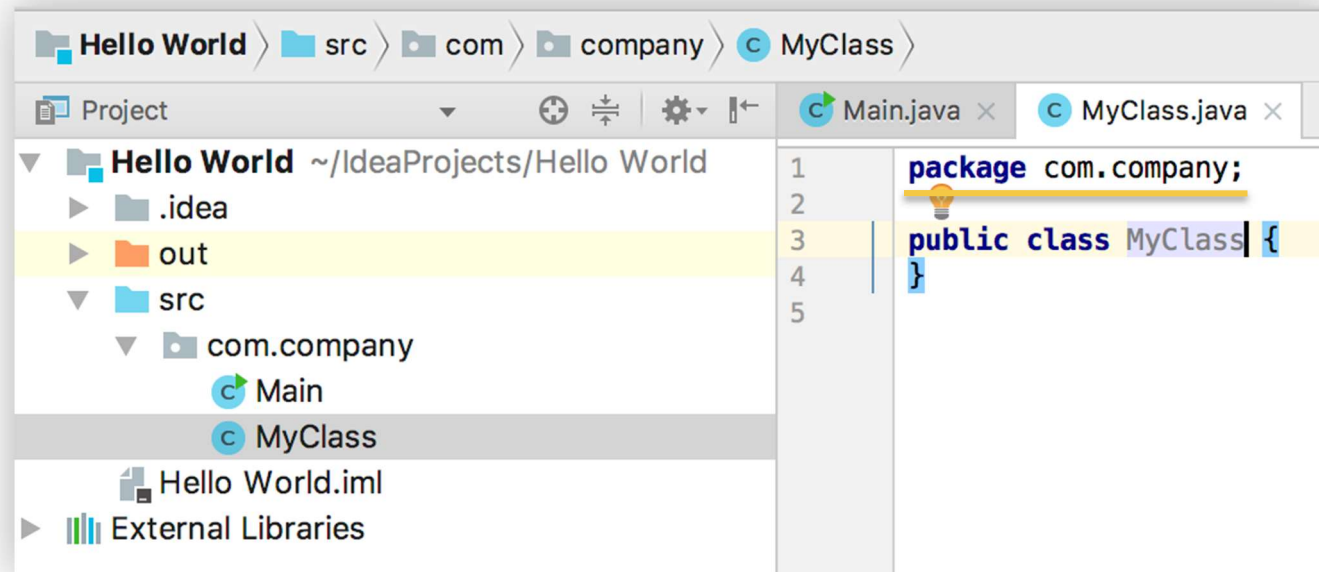 Hello World src com company MyClass
Project
Main.java MyClass.java
Hello World ~/IdeaProjects/Hello World
.idea
out
src
com.company
Main
MyClass
Hello World.iml
External Libraries
1 package com.company;
2
3 public class MyClass {
4 }
5